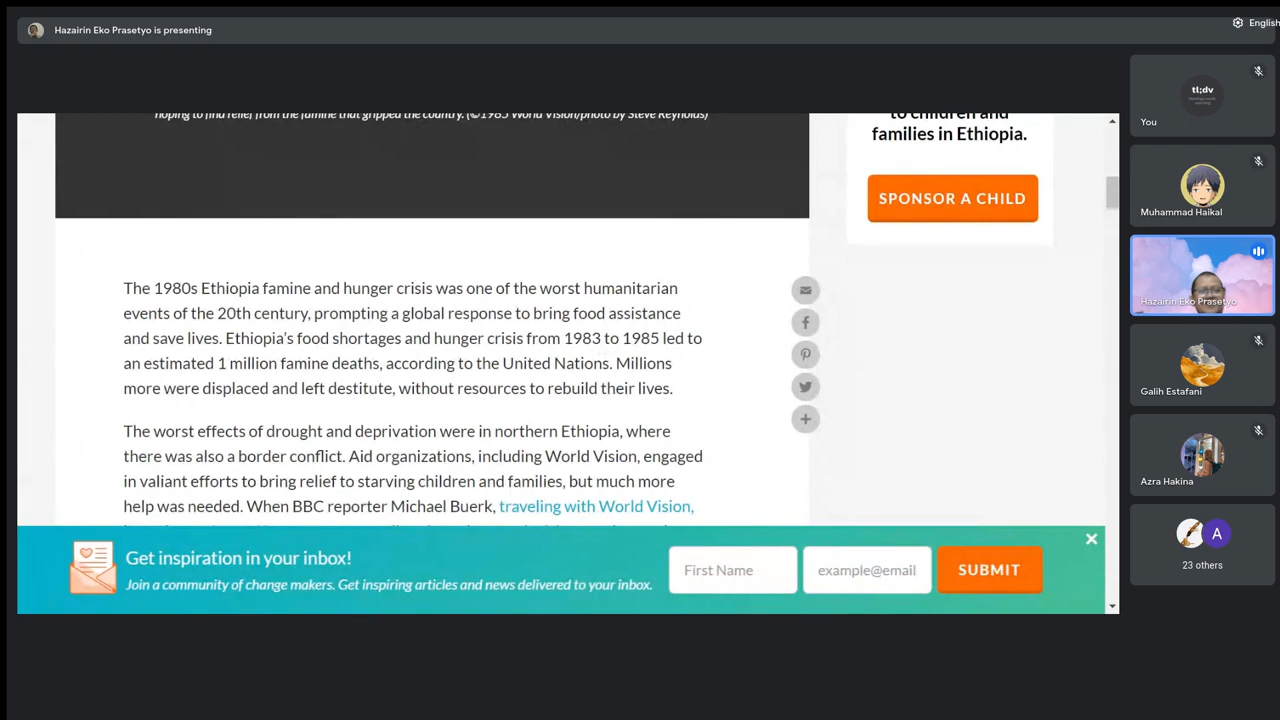 Hazairin Eko Prasetyo is presenting
English
hoping to find relief from the famine that gripped the country. (©1985 World Vision/photo by Steve Reynolds)
to children and
families in Ethiopia.
SPONSOR A CHILD
The 1980s Ethiopia famine and hunger crisis was one of the worst humanitarian
events of the 20th century, prompting a global response to bring food assistance
and save lives. Ethiopia's food shortages and hunger crisis from 1983 to 1985 led to
an estimated 1 million famine deaths, according to the United Nations. Millions
more were displaced and left destitute, without resources to rebuild their lives.
The worst effects of drought and deprivation were in northern Ethiopia, where
there was also a border conflict. Aid organizations, including World Vision, engaged
in valiant efforts to bring relief to starving children and families, but much more
help was needed. When BBC reporter Michael Buerk, traveling with World Vision,
Get inspiration in your inbox!
Join a community of change makers. Get inspiring articles and news delivered to your inbox.
First Name
example@email
SUBMIT
tl;dv
You
Muhammad Haikal
Hazairin Eko Prasetyo
Galih Estafani
Azra Hakina
A
23 others